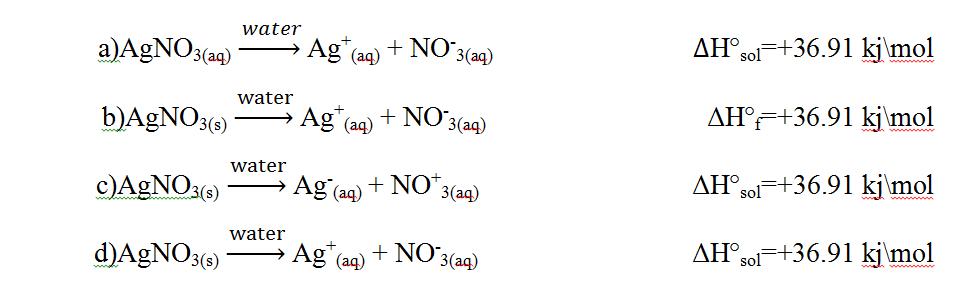 a)AgNO₃₍aq₎ —water→ Ag⁺₍aq₎ + NO⁻₃₍aq₎ ΔH°sol=+36.91 kj\mol
b)AgNO₃₍s₎ —water→ Ag⁺₍aq₎ + NO⁻₃₍aq₎ ΔH°f=+36.91 kj\mol
c)AgNO₃₍s₎ —water→ Ag⁻₍aq₎ + NO⁺₃₍aq₎ ΔH°sol=+36.91 kj\mol
d)AgNO₃₍s₎ —water→ Ag⁺₍aq₎ + NO⁻₃₍aq₎ ΔH°sol=+36.91 kj\mol